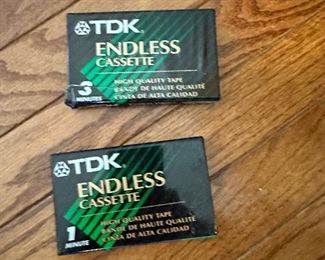 TDK
ENDLESS
CASSETTE
3
MINUTES
HIGH QUALITY TAPE
BANDE DE HAUTE QUALITÉ
CINTA DE ALTA CALIDAD
TDK
ENDLESS
CASSETTE
1
MINUTE
HIGH QUALITY TAPE
BANDE DE HAUTE QUALITÉ
CINTA DE ALTA CALIDAD